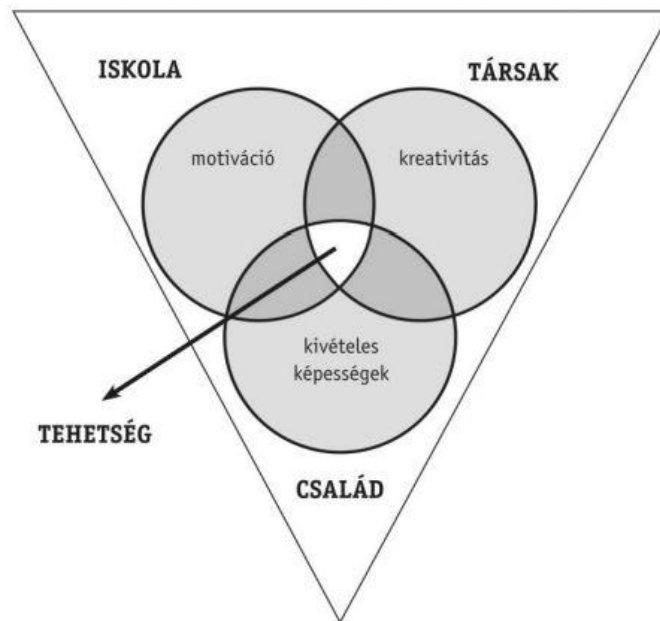 ISKOLA
TÁRSAK
motiváció
kreativitás
kivételes
képességek
TEHETSÉG
CSALÁD